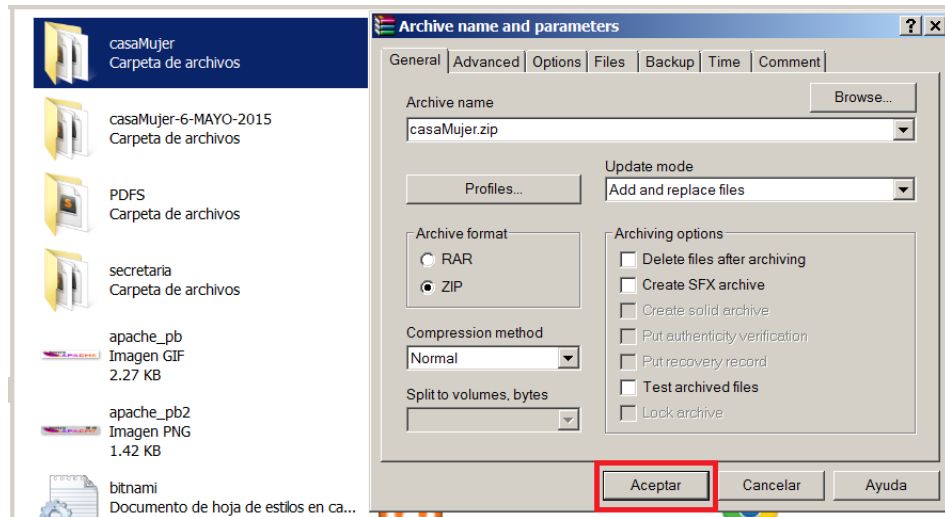 casaMujer
Carpeta de archivos
casaMujer-6-MAYO-2015
Carpeta de archivos
PDFS
Carpeta de archivos
secretaria
Carpeta de archivos
apache_pb
Imagen GIF
2.27 KB
apache_pb2
Imagen PNG
1.42 KB
bitnami
Documento de hoja de estilos en ca...
Archive name and parameters
General Advanced Options Files Backup Time Comment
Archive name
Browse...
casaMujer.zip
Profiles...
Update mode
Add and replace files
Archive format
RAR
ZIP
Compression method
Normal
Split to volumes, bytes
Archiving options
Delete files after archiving
Create SFX archive
Create solid archive
Put authenticity verification
Put recovery record
Test archived files
Lock archive
Aceptar Cancelar Ayuda